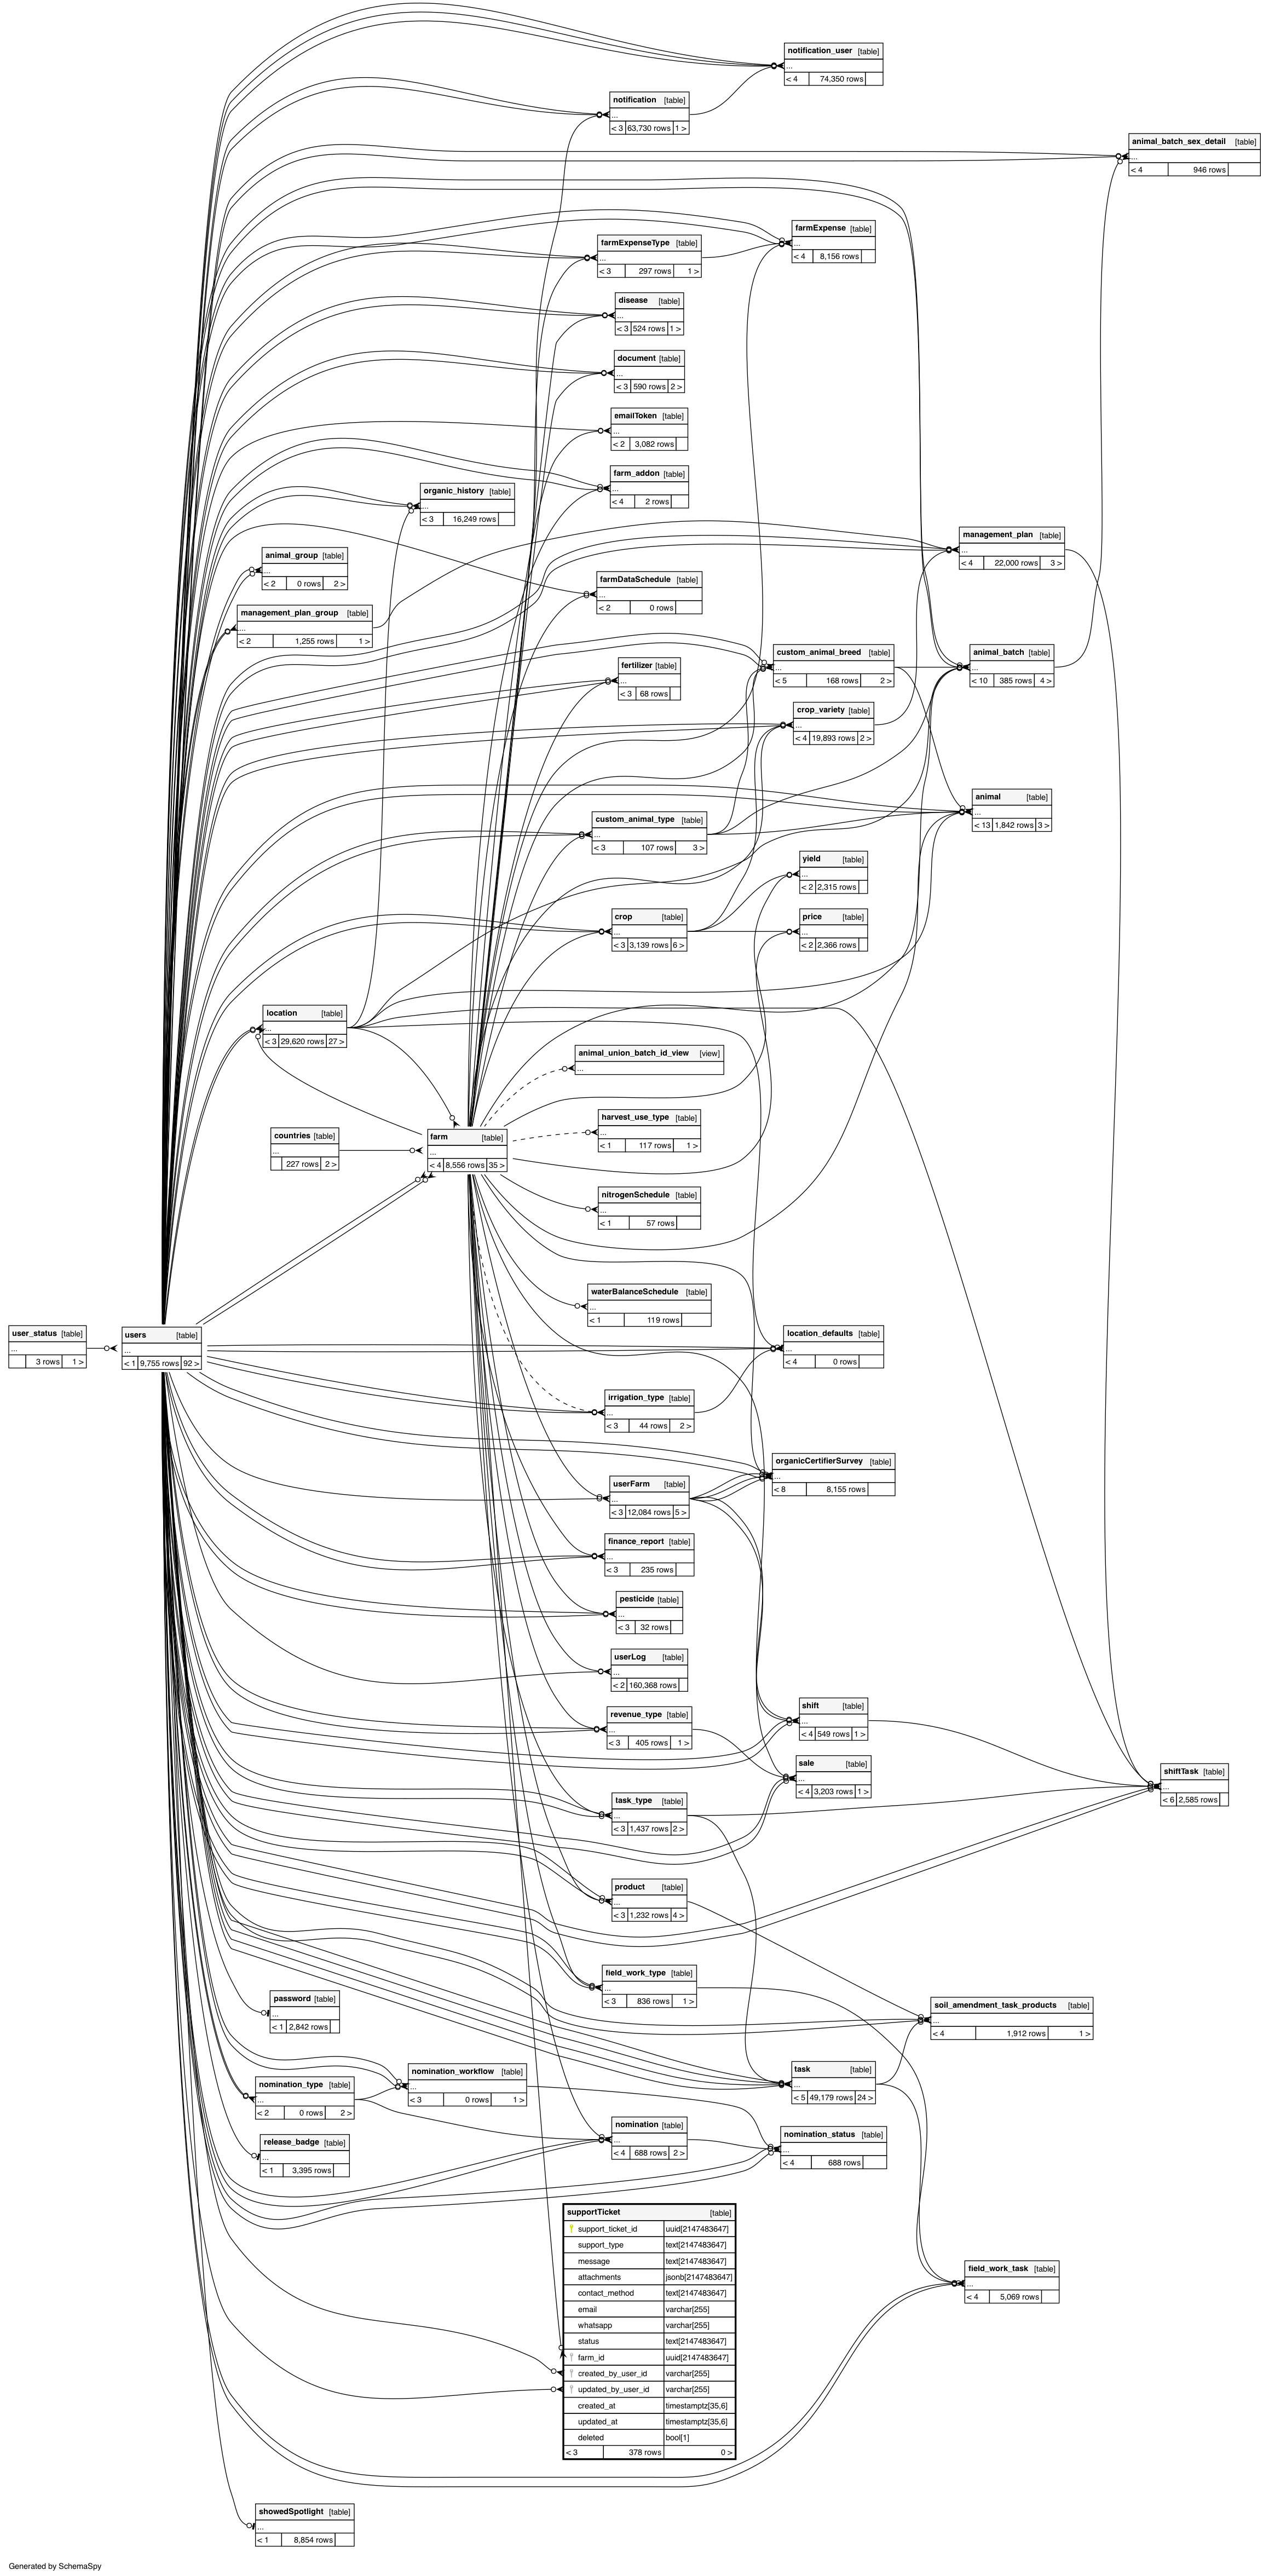 notification_user [table]
...
< 4 74,350 rows
notification [table]
...
< 3 63,730 rows 1 >
animal_batch_sex_detail [table]
...
< 4 946 rows
farmExpense [table]
...
< 4 8,156 rows
farmExpenseType [table]
...
< 3 297 rows 1 >
disease [table]
...
< 3 524 rows 1 >
document [table]
...
< 3 590 rows 2 >
emailToken [table]
...
< 2 3,082 rows
farm_addon [table]
...
< 4 2 rows
organic_history [table]
...
< 3 16,249 rows
management_plan [table]
...
< 4 22,000 rows 3 >
animal_group [table]
...
< 2 0 rows 2 >
farmDataSchedule [table]
...
< 2 0 rows
management_plan_group [table]
...
< 2 1,255 rows 1 >
custom_animal_breed [table]
...
< 5 168 rows 2 >
animal_batch [table]
...
< 10 385 rows 4 >
fertilizer [table]
...
< 3 68 rows
crop_variety [table]
...
< 4 19,893 rows 2 >
animal [table]
...
< 13 1,842 rows 3 >
custom_animal_type [table]
...
< 3 107 rows 3 >
yield [table]
...
< 2 2,315 rows
crop [table]
...
< 3 3,139 rows 6 >
price [table]
...
< 2 2,366 rows
location [table]
...
< 3 29,620 rows 27 >
animal_union_batch_id_view [view]
...
harvest_use_type [table]
...
< 1 117 rows 1 >
countries [table]
...
227 rows 2 >
farm [table]
...
< 4 8,556 rows 35 >
nitrogenSchedule [table]
...
< 1 57 rows
waterBalanceSchedule [table]
...
< 1 119 rows
user_status [table]
...
3 rows 1 >
users [table]
...
< 1 9,755 rows 92 >
location_defaults [table]
...
< 4 0 rows
irrigation_type [table]
...
< 3 44 rows 2 >
organicCertifierSurvey [table]
...
< 8 8,155 rows
userFarm [table]
...
< 3 12,084 rows 5 >
finance_report [table]
...
< 3 235 rows
pesticide [table]
...
< 3 32 rows
userLog [table]
...
< 2 160,368 rows
revenue_type [table]
...
< 3 405 rows 1 >
shift [table]
...
< 4 549 rows 1 >
sale [table]
...
< 4 3,203 rows 1 >
shiftTask [table]
...
< 6 2,585 rows
task_type [table]
...
< 3 1,437 rows 2 >
product [table]
...
< 3 1,232 rows 4 >
field_work_type [table]
...
< 3 836 rows 1 >
password [table]
...
< 1 2,842 rows
soil_amendment_task_products [table]
...
< 4 1,912 rows 1 >
nomination_type [table]
...
< 2 0 rows 2 >
nomination_workflow [table]
...
< 3 0 rows 1 >
task [table]
...
< 5 49,179 rows 24 >
release_badge [table]
...
< 1 3,395 rows
nomination [table]
...
< 4 688 rows 2 >
nomination_status [table]
...
< 4 688 rows
supportTicket [table]
support_ticket_id uuid[2147483647]
support_type text[2147483647]
message text[2147483647]
attachments jsonb[2147483647]
contact_method text[2147483647]
email varchar[255]
whatsapp varchar[255]
status text[2147483647]
farm_id uuid[2147483647]
created_by_user_id varchar[255]
updated_by_user_id varchar[255]
created_at timestamptz[35,6]
updated_at timestamptz[35,6]
deleted bool[1]
< 3 378 rows 0 >
field_work_task [table]
...
< 4 5,069 rows
showedSpotlight [table]
...
< 1 8,854 rows
Generated by SchemaSpy